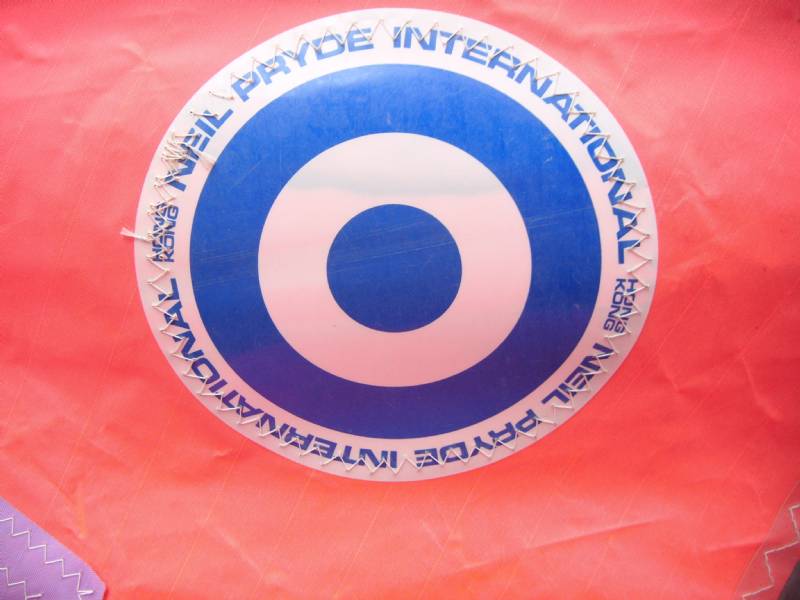 NEIL PRYDE INTERNATIONAL
HONG
KONG
NEIL PRYDE INTERNATIONAL
HONG
KONG